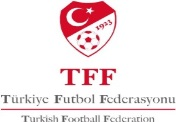 1923
TFF
Türkiye Futbol Federasyonu
Turkish Football Federation